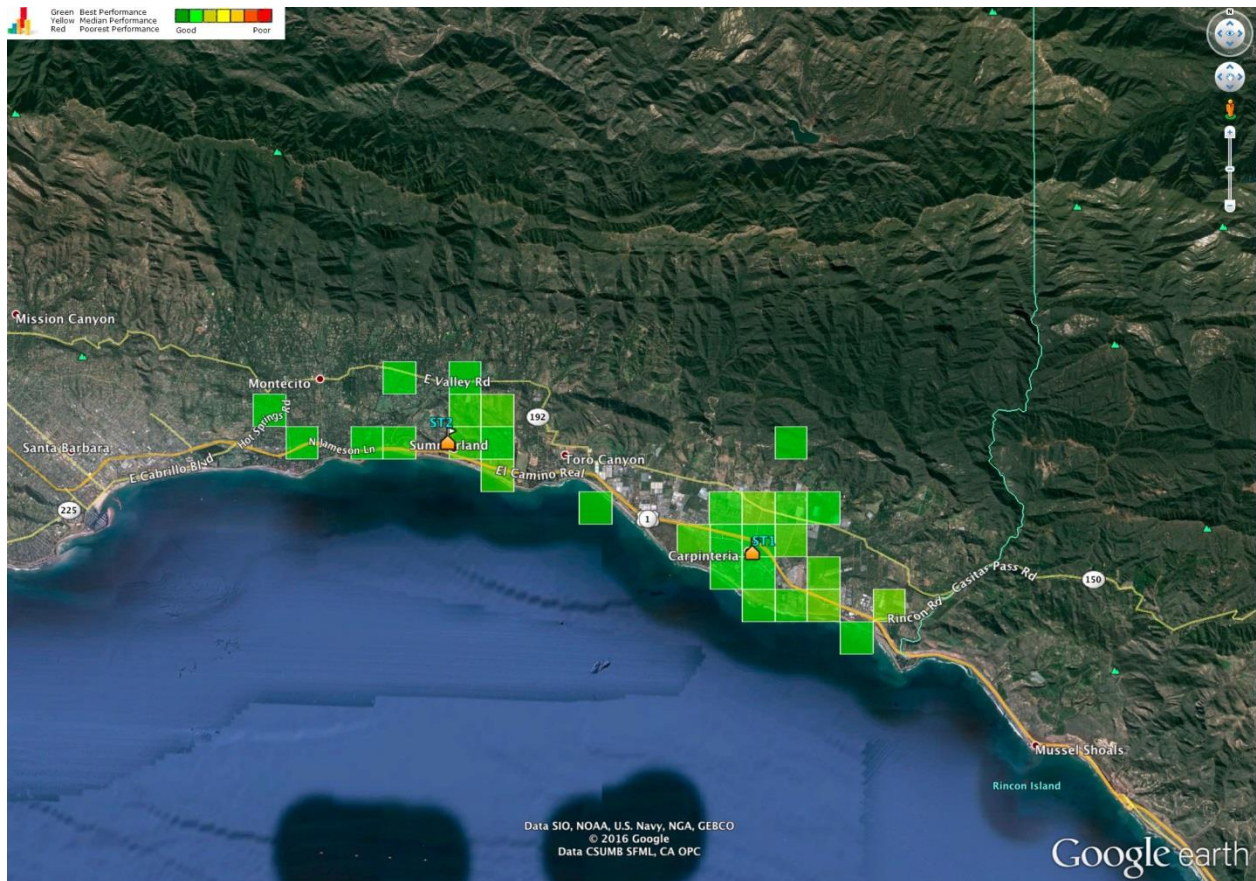 Green Best Performance
Yellow Median Performance
Red Poorest Performance
Good Poor
N
Mission Canyon
Montecito
E Valley Rd
Hot Springs Rd
192
ST2
Santa Barbara
N Jameson Ln
Summerland
E Cabrillo Blvd
Toro Canyon
El Camino Real
225
1
ST1
Carpinteria
Casitas Pass Rd
150
Rincon Rd
Mussel Shoals
Rincon Island
Data SIO, NOAA, U.S. Navy, NGA, GEBCO
© 2016 Google
Data CSUMB SFML, CA OPC
Google earth